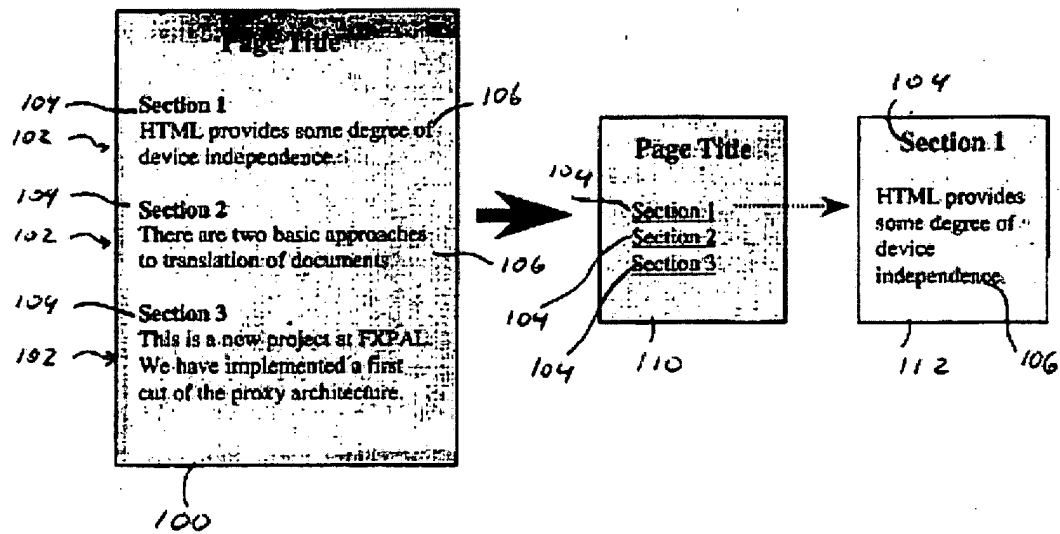 Page Title
104
Section 1
106
102
HTML provides some degree of
device independence.
104
Section 2
102
There are two basic approaches
to translation of documents
106
104
Section 3
102
This is a new project at FXPAL.
We have implemented a first
cut of the proxy architecture.
100
Page Title
104
Section 1
Section 2
Section 3
104
104
110
104
Section 1
HTML provides
some degree of
device
independence.
112
106